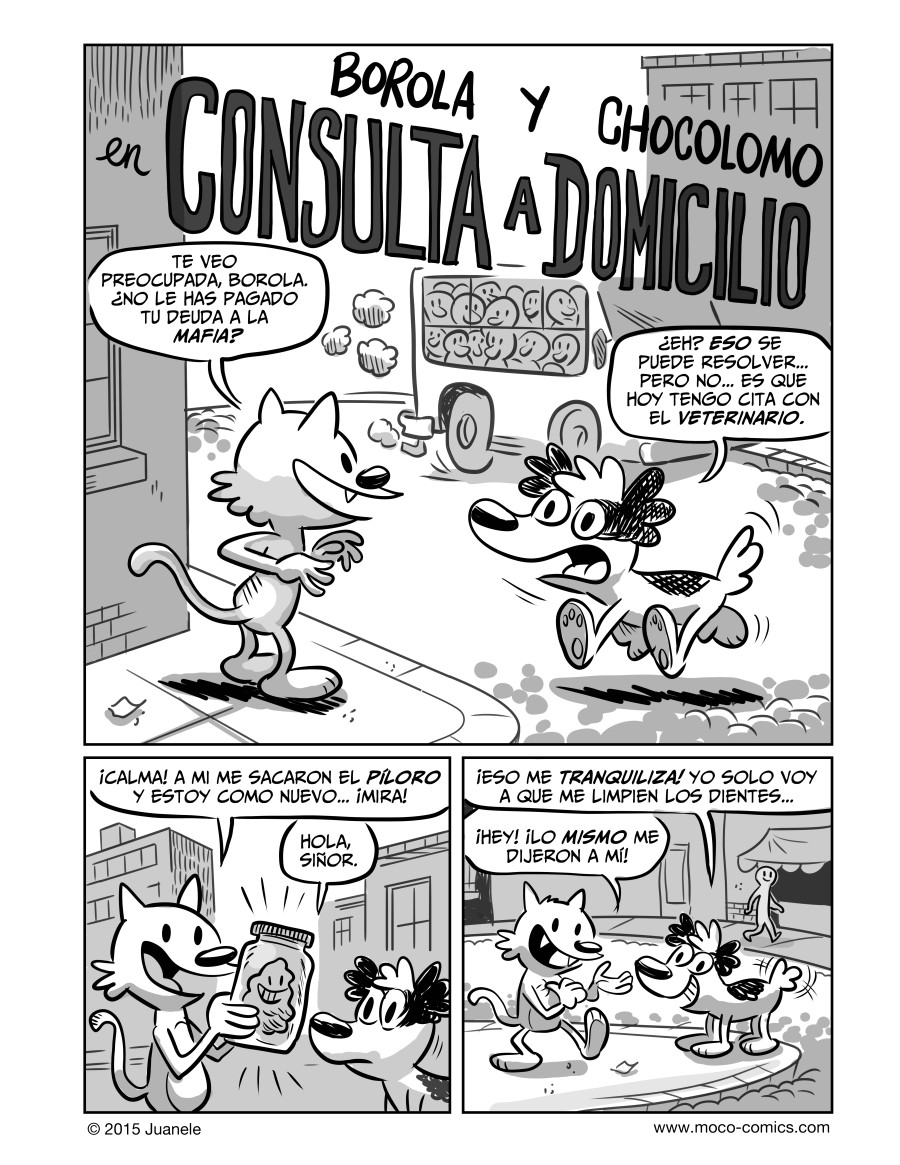 BOROLA Y CHOCOLOMO
en CONSULTA A DOMICILIO
TE VEO
PREOCUPADA, BOROLA.
¿NO LE HAS PAGADO
TU DEUDA A LA
MAFIA?
¿EH? ESO SE
PUEDE RESOLVER...
PERO NO... ES QUE
HOY TENGO CITA CON
EL VETERINARIO.
¡CALMA! A MI ME SACARON EL PÍLORO
Y ESTOY COMO NUEVO... ¡MIRA!
HOLA,
SIÑOR.
¡ESO ME TRANQUILIZA! YO SOLO VOY
A QUE ME LIMPIEN LOS DIENTES...
¡HEY! ¡LO MISMO ME
DIJERON A MÍ!
© 2015 Juanele
www.moco-comics.com